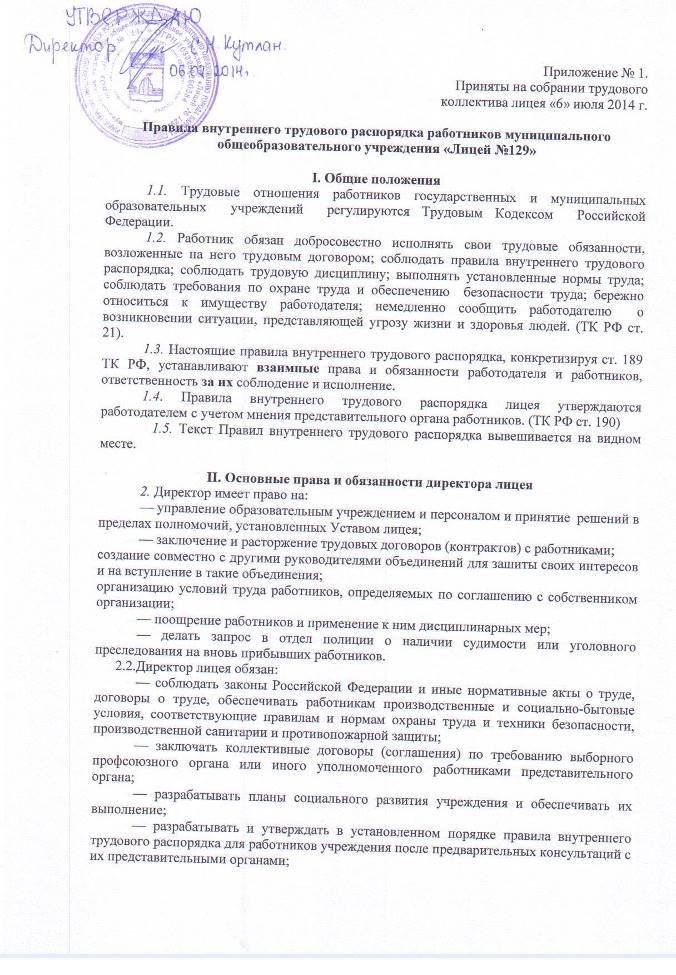 УТВЕРЖДАЮ
Директор Н. Кутлан.
06.07.2014г.
Приложение № 1.
Приняты на собрании трудового
коллектива лицея «6» июля 2014 г.
Правила внутреннего трудового распорядка работников муниципального
общеобразовательного учреждения «Лицей №129»
I. Общие положения
1.1. Трудовые отношения работников государственных и муниципальных
образовательных учреждений регулируются Трудовым Кодексом Российской
Федерации.
1.2. Работник обязан добросовестно исполнять свои трудовые обязанности,
возложенные на него трудовым договором; соблюдать правила внутреннего трудового
распорядка; соблюдать трудовую дисциплину; выполнять установленные нормы труда;
соблюдать требования по охране труда и обеспечению безопасности труда; бережно
относиться к имуществу работодателя; немедленно сообщить работодателю о
возникновении ситуации, представляющей угрозу жизни и здоровья людей. (ТК РФ ст.
21).
1.3. Настоящие правила внутреннего трудового распорядка, конкретизируя ст. 189
ТК РФ, устанавливают взаимные права и обязанности работодателя и работников,
ответственность за их соблюдение и исполнение.
1.4. Правила внутреннего трудового распорядка лицея утверждаются
работодателем с учетом мнения представительного органа работников. (ТК РФ ст. 190)
1.5. Текст Правил внутреннего трудового распорядка вывешивается на видном
месте.
II. Основные права и обязанности директора лицея
2. Директор имеет право на:
— управление образовательным учреждением и персоналом и принятие решений в
пределах полномочий, установленных Уставом лицея;
— заключение и расторжение трудовых договоров (контрактов) с работниками;
создание совместно с другими руководителями объединений для зашиты своих интересов
и на вступление в такие объединения;
организацию условий труда работников, определяемых по соглашению с собственником
организации;
— поощрение работников и применение к ним дисциплинарных мер;
— делать запрос в отдел полиции о наличии судимости или уголовного
преследования на вновь прибывших работников.
2.2.Директор лицея обязан:
— соблюдать законы Российской Федерации и иные нормативные акты о труде,
договоры о труде, обеспечивать работникам производственные и социально-бытовые
условия, соответствующие правилам и нормам охраны труда и техники безопасности,
производственной санитарии и противопожарной защиты;
— заключать коллективные договоры (соглашения) по требованию выборного
профсоюзного органа или иного уполномоченного работниками представительного
органа;
— разрабатывать планы социального развития учреждения и обеспечивать их
выполнение;
— разрабатывать и утверждать в установленном порядке правила внутреннего
трудового распорядка для работников учреждения после предварительных консультаций с
их представительными органами;